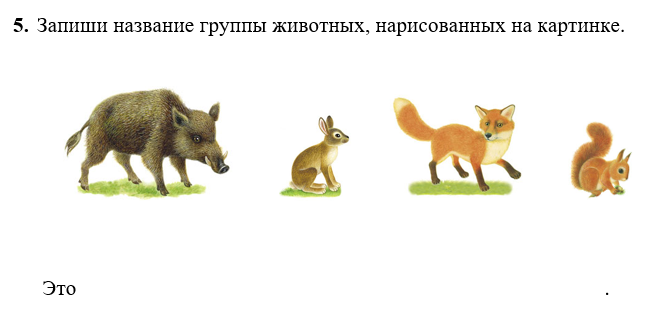 5. Запиши название группы животных, нарисованных на картинке.
Это .